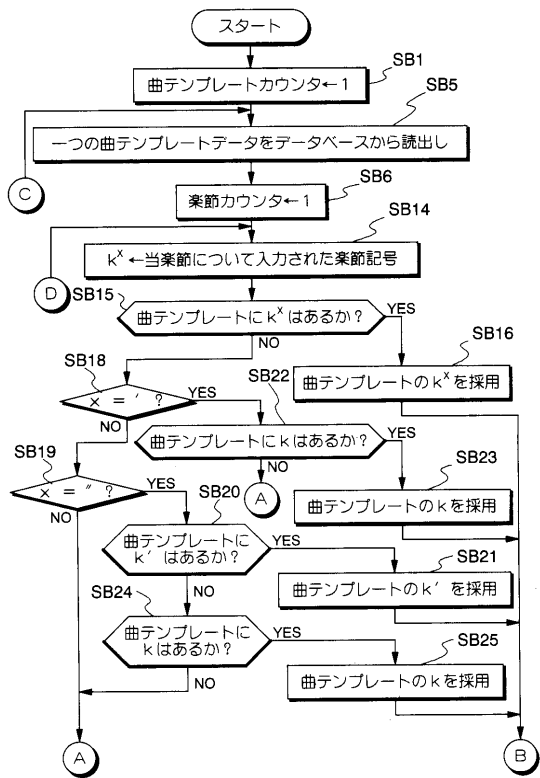 スタート
SB1
曲テンプレートカウンタ←1
SB5
一つの曲テンプレートデータをデータベースから読出し
C
SB6
楽節カウンタ←1
SB14
kˣ←当楽節について入力された楽節記号
D
SB15
曲テンプレートにkˣはあるか?
YES
NO
SB16
曲テンプレートのkˣを採用
SB18
x = ′ ?
YES
NO
SB22
曲テンプレートにkはあるか?
YES
NO
A
SB23
曲テンプレートのkを採用
SB19
x = ″ ?
YES
NO
SB20
曲テンプレートに
k′はあるか?
YES
NO
SB21
曲テンプレートのk′を採用
SB24
曲テンプレートに
kはあるか?
YES
NO
SB25
曲テンプレートのkを採用
A
B